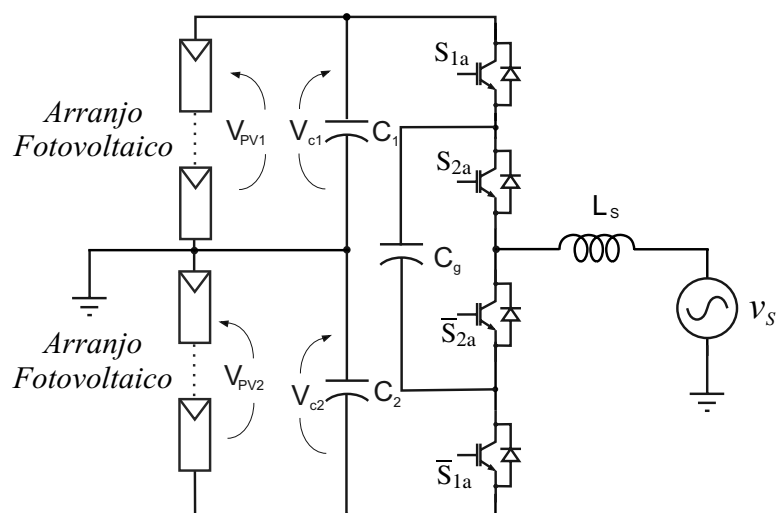 S1a
Arranjo
Fotovoltaico
VPV1
Vc1
C1
S2a
LS
Cg
vs
S̅2a
Arranjo
Fotovoltaico
VPV2
Vc2
C2
S̅1a